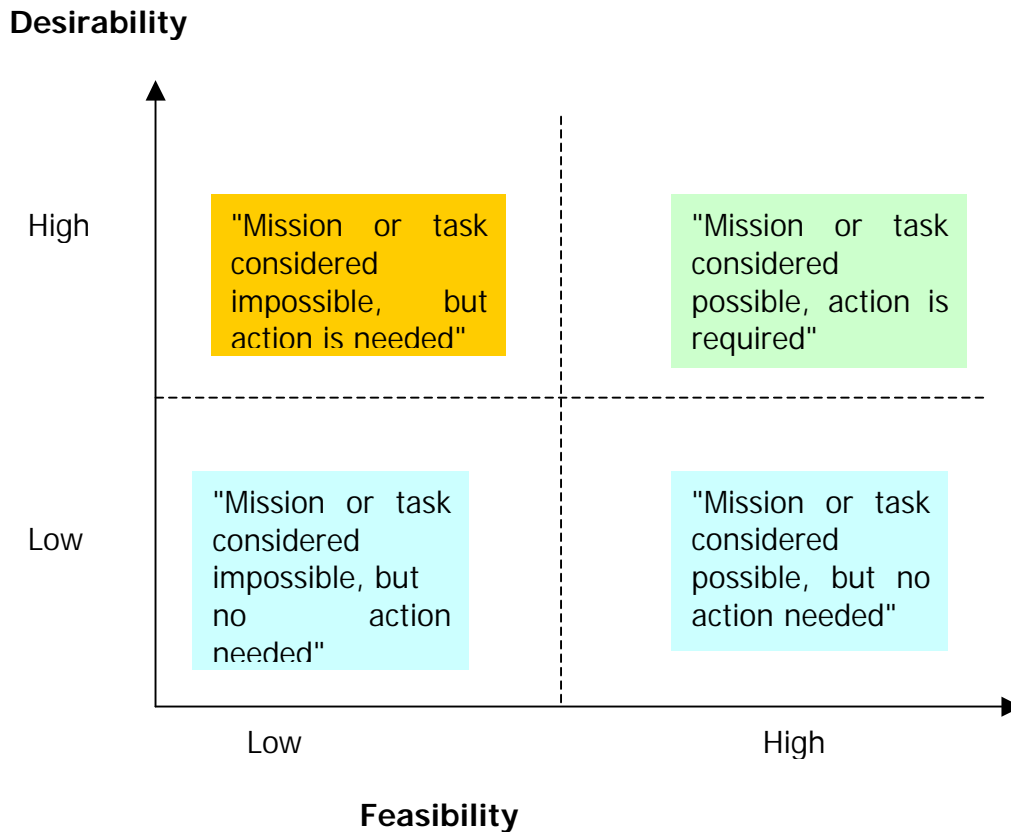 Desirability
High
"Mission or task
considered
impossible, but
action is needed"
"Mission or task
considered
possible, action is
required"
Low
"Mission or task
considered
impossible, but
no action
needed"
"Mission or task
considered
possible, but no
action needed"
Low
High
Feasibility